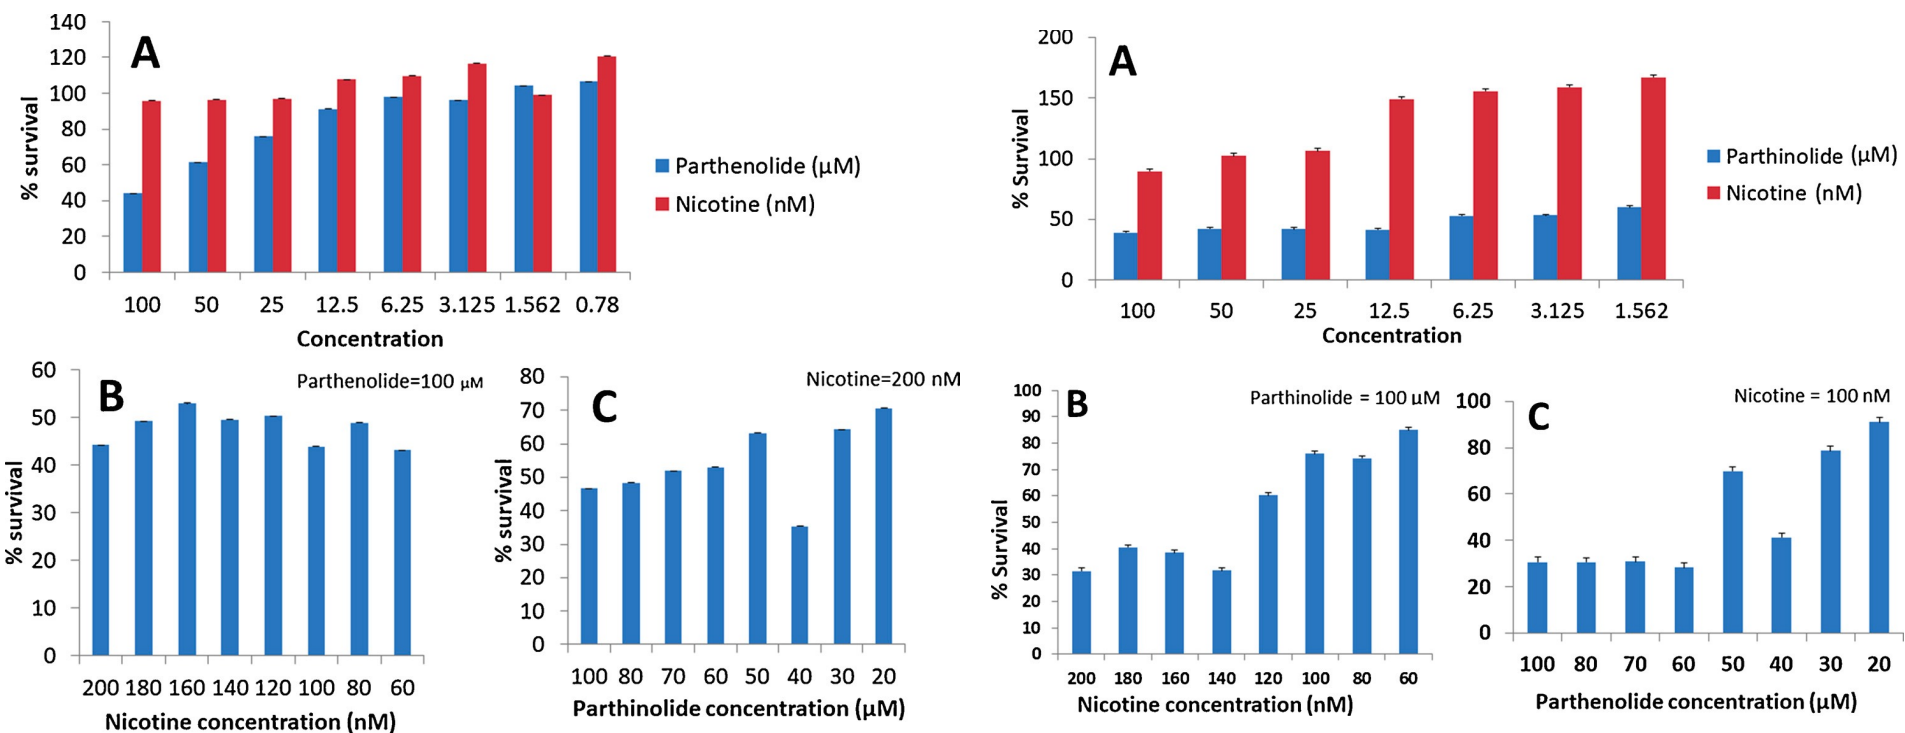 A
% survival
140
120
100
80
60
40
20
0
100 50 25 12.5 6.25 3.125 1.562 0.78
Concentration
Parthenolide (µM)
Nicotine (nM)
A
% Survival
200
150
100
50
0
100 50 25 12.5 6.25 3.125 1.562
Concentration
Parthinolide (µM)
Nicotine (nM)
B
Parthenolide=100 µM
% survival
60
50
40
30
20
10
0
200 180 160 140 120 100 80 60
Nicotine concentration (nM)
C
Nicotine=200 nM
% survival
80
70
60
50
40
30
20
10
0
100 80 70 60 50 40 30 20
Parthinolide concentration (µM)
B
Parthinolide = 100 µM
% Survival
100
90
80
70
60
50
40
30
20
10
0
200 180 160 140 120 100 80 60
Nicotine concentration (nM)
C
Nicotine = 100 nM
100
80
60
40
20
0
100 80 70 60 50 40 30 20
Parthenolide concentration (µM)